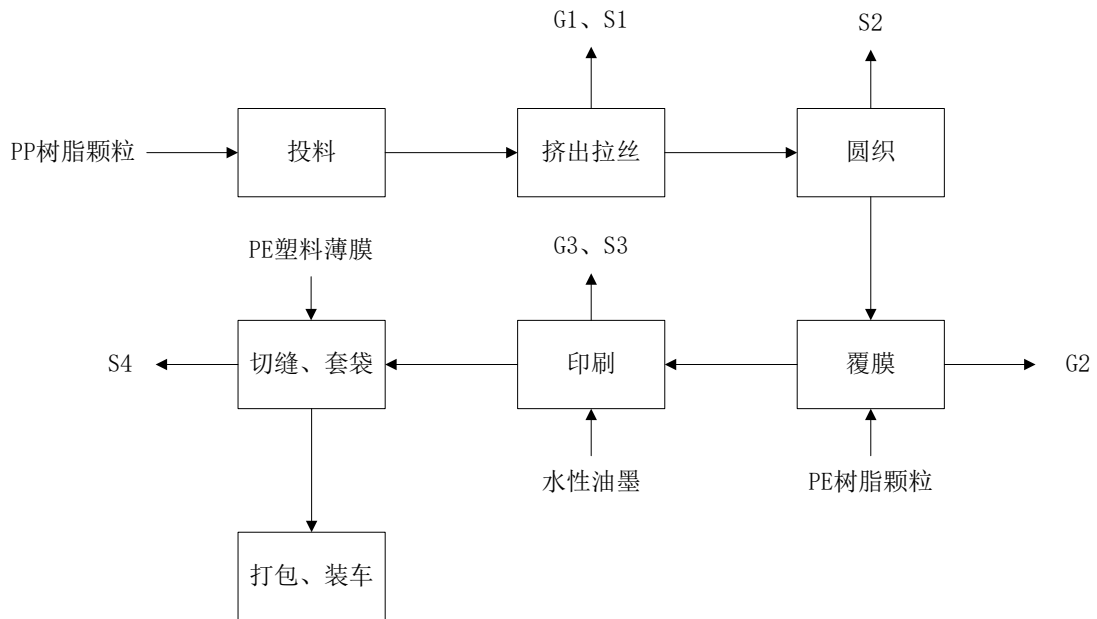 G1、S1
S2
PP树脂颗粒
投料
挤出拉丝
圆织
PE塑料薄膜
G3、S3
S4
切缝、套袋
印刷
覆膜
G2
水性油墨
PE树脂颗粒
打包、装车